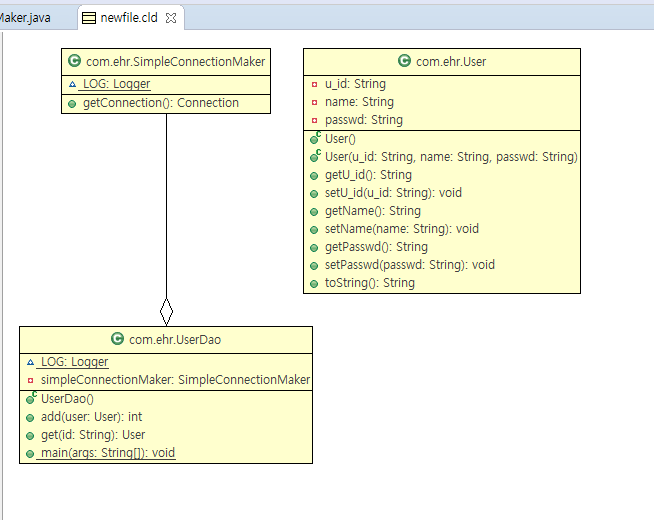 Maker.java
newfile.cld
com.ehr.SimpleConnectionMaker
LOG: Logger
getConnection(): Connection
com.ehr.User
u_id: String
name: String
passwd: String
User()
User(u_id: String, name: String, passwd: String)
getU_id(): String
setU_id(u_id: String): void
getName(): String
setName(name: String): void
getPasswd(): String
setPasswd(passwd: String): void
toString(): String
com.ehr.UserDao
LOG: Logger
simpleConnectionMaker: SimpleConnectionMaker
UserDao()
add(user: User): int
get(id: String): User
main(args: String[]): void